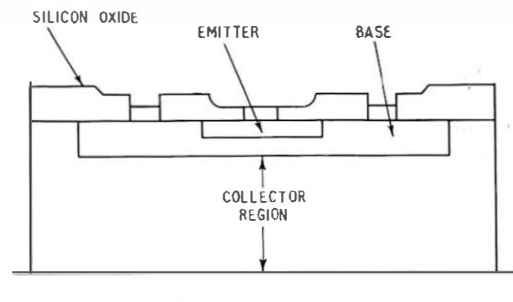 SILICON OXIDE
EMITTER
BASE
COLLECTOR
REGION